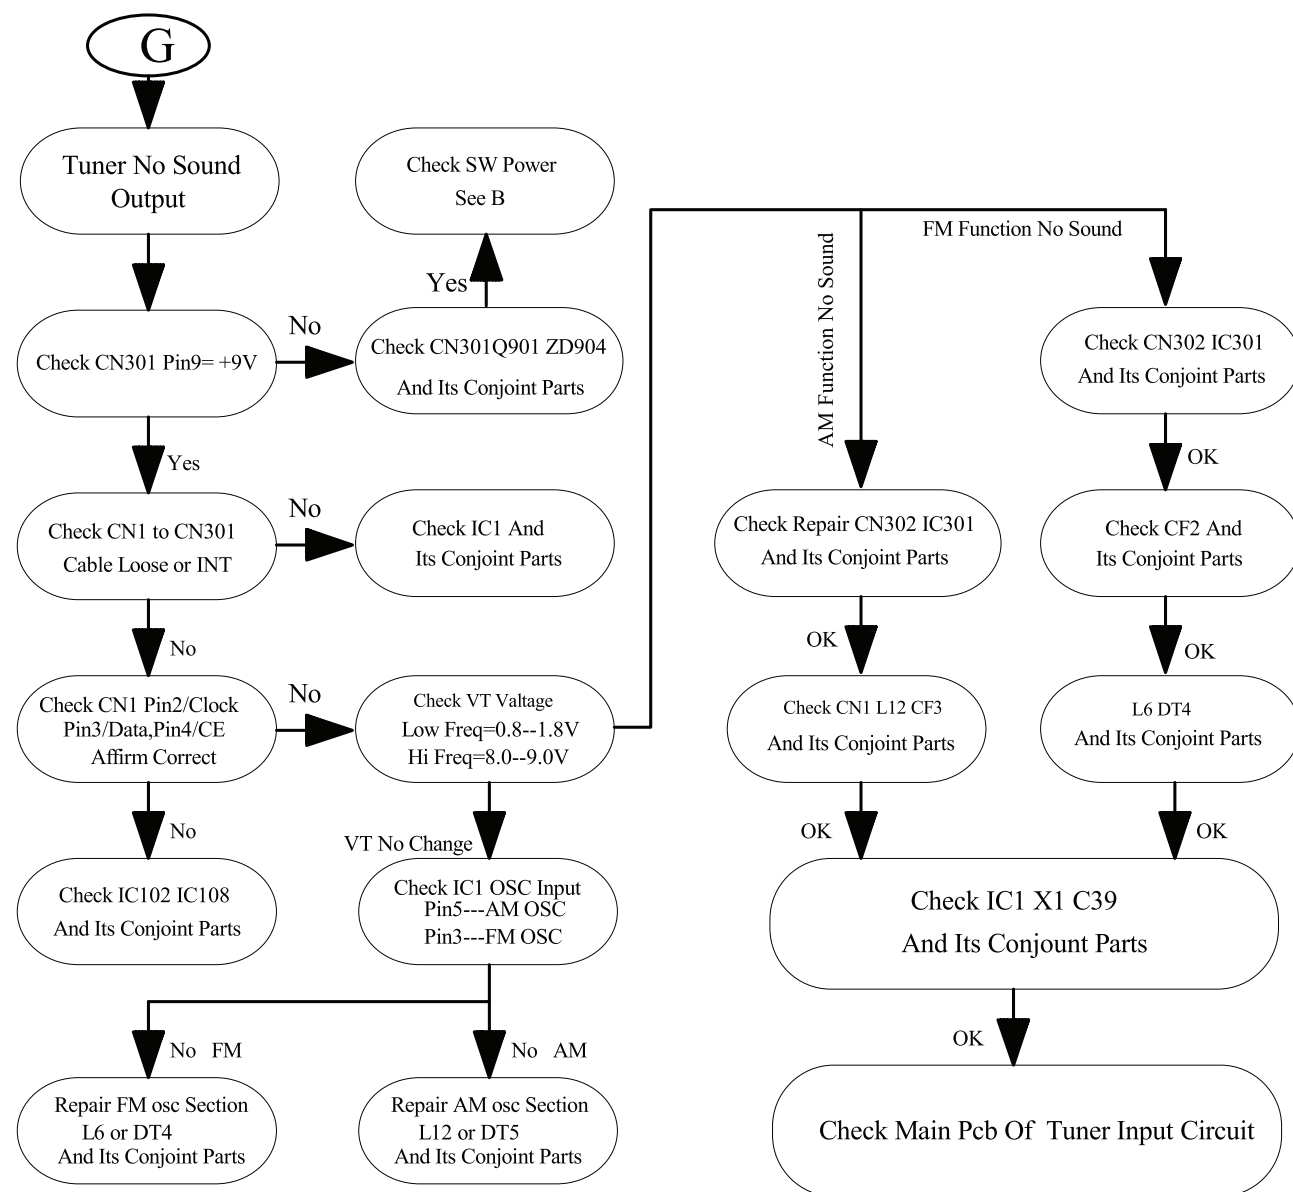 G
Tuner No Sound
Output
Check SW Power
See B
Yes
Check CN301 Pin9= +9V
No
Check CN301Q901 ZD904
And Its Conjoint Parts
Yes
Check CN1 to CN301
Cable Loose or INT
No
Check IC1 And
Its Conjoint Parts
No
Check CN1 Pin2/Clock
Pin3/Data,Pin4/CE
Affirm Correct
No
Check VT Valtage
Low Freq=0.8--1.8V
Hi Freq=8.0--9.0V
No
Check IC102 IC108
And Its Conjoint Parts
VT No Change
Check IC1 OSC Input
Pin5---AM OSC
Pin3---FM OSC
No FM
Repair FM osc Section
L6 or DT4
And Its Conjoint Parts
No AM
Repair AM osc Section
L12 or DT5
And Its Conjoint Parts
AM Function No Sound
Check Repair CN302 IC301
And Its Conjoint Parts
OK
Check CN1 L12 CF3
And Its Conjoint Parts
OK
FM Function No Sound
Check CN302 IC301
And Its Conjoint Parts
OK
Check CF2 And
Its Conjoint Parts
OK
L6 DT4
And Its Conjoint Parts
OK
Check IC1 X1 C39
And Its Conjount Parts
OK
Check Main Pcb Of Tuner Input Circuit